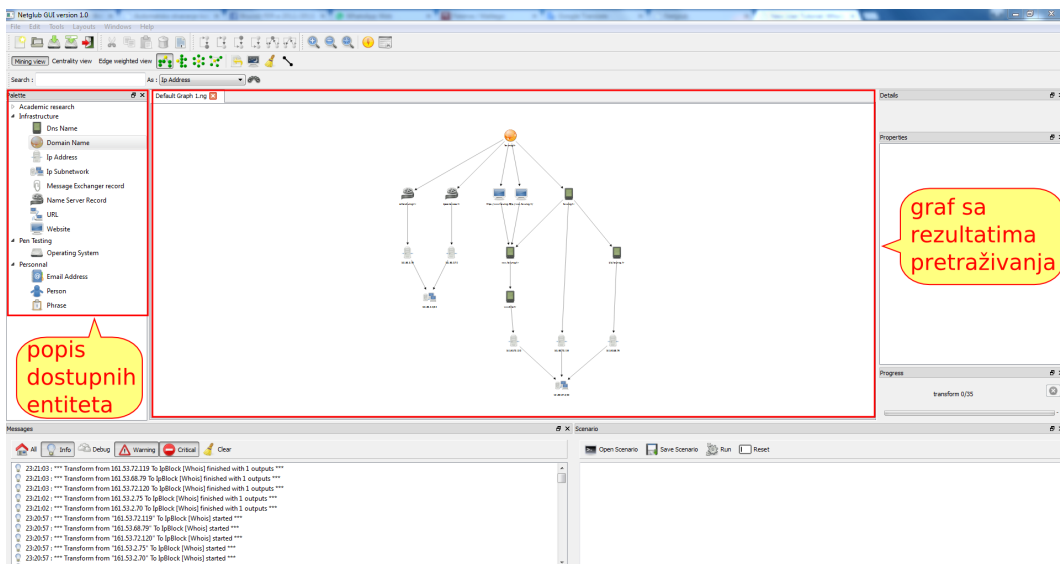 Netglub GUI version 1.0
File Edit Tools Layouts Windows Help
Mining view Centrality view Edge weighted view
Search : As : Ip Address
Palette
Default Graph 1.ng
Details
Academic research
Infrastructure
Dns Name
Domain Name
Ip Address
Ip Subnetwork
Message Exchanger record
Name Server Record
URL
Website
Pen Testing
Operating System
Personnal
Email Address
Person
Phrase
popis
dostupnih
entiteta
Properties
graf sa
rezultatima
pretraživanja
Progress
transform 0/35
Messages
All Info Debug Warning Critical Clear
23:21:03 : *** Transform from 161.53.72.119 To IpBlock [Whois] finished with 1 outputs ***
23:21:03 : *** Transform from 161.53.68.79 To IpBlock [Whois] finished with 1 outputs ***
23:21:03 : *** Transform from 161.53.72.120 To IpBlock [Whois] finished with 1 outputs ***
23:21:02 : *** Transform from 161.53.2.75 To IpBlock [Whois] finished with 1 outputs ***
23:21:02 : *** Transform from 161.53.2.70 To IpBlock [Whois] finished with 1 outputs ***
23:20:57 : *** Transform from "161.53.72.119" To IpBlock [Whois] started ***
23:20:57 : *** Transform from "161.53.68.79" To IpBlock [Whois] started ***
23:20:57 : *** Transform from "161.53.72.120" To IpBlock [Whois] started ***
23:20:57 : *** Transform from "161.53.2.75" To IpBlock [Whois] started ***
23:20:57 : *** Transform from "161.53.2.70" To IpBlock [Whois] started ***
Scenario
Open Scenario Save Scenario Run Reset